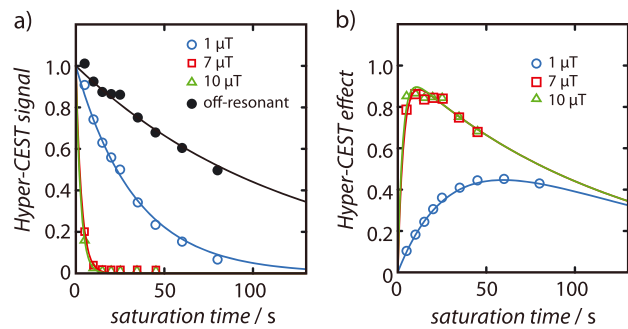 a)
Hyper-CEST signal
1.0
0.8
0.6
0.4
0.2
0
1 μT
7 μT
10 μT
off-resonant
0 50 100
saturation time / s
b)
Hyper-CEST effect
1.0
0.8
0.6
0.4
0.2
0
1 μT
7 μT
10 μT
0 50 100
saturation time / s